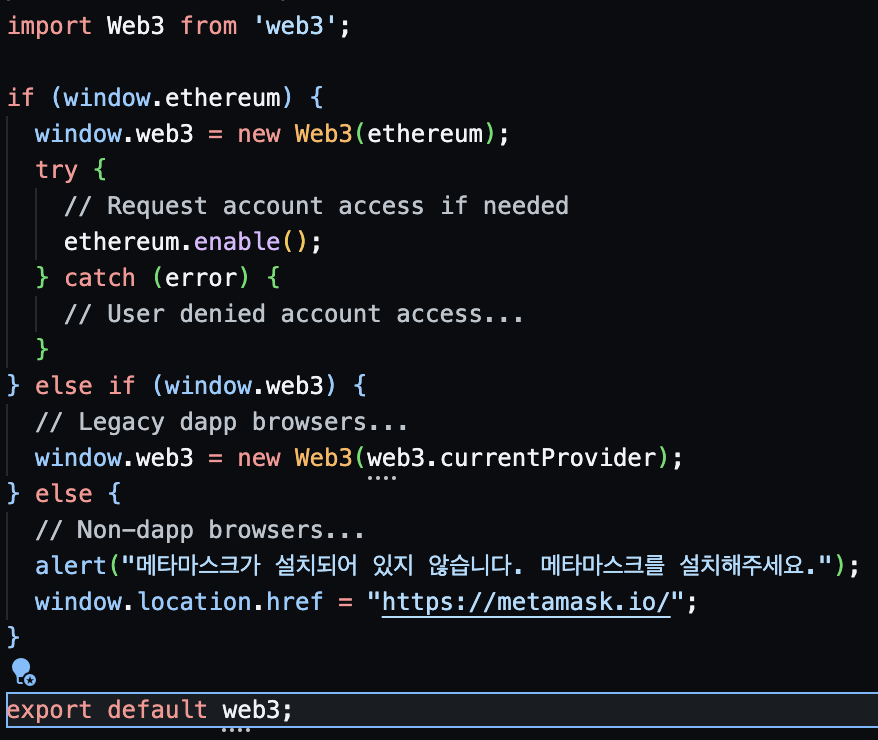 import Web3 from 'web3';
if (window.ethereum) {
window.web3 = new Web3(ethereum);
try {
// Request account access if needed
ethereum.enable();
} catch (error) {
// User denied account access...
}
} else if (window.web3) {
// Legacy dapp browsers...
window.web3 = new Web3(web3.currentProvider);
} else {
// Non-dapp browsers...
alert("메타마스크가 설치되어 있지 않습니다. 메타마스크를 설치해주세요.");
window.location.href = "https://metamask.io/";
}
export default web3;